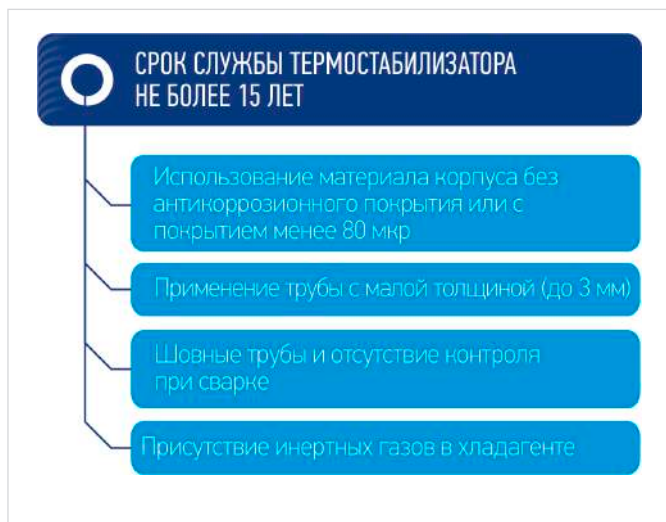 СРОК СЛУЖБЫ ТЕРМОСТАБИЛИЗАТОРА
НЕ БОЛЕЕ 15 ЛЕТ
Использование материала корпуса без
антикоррозионного покрытия или с
покрытием менее 80 мкр
Применение трубы с малой толщиной (до 3 мм)
Шовные трубы и отсутствие контроля
при сварке
Присутствие инертных газов в хладагенте